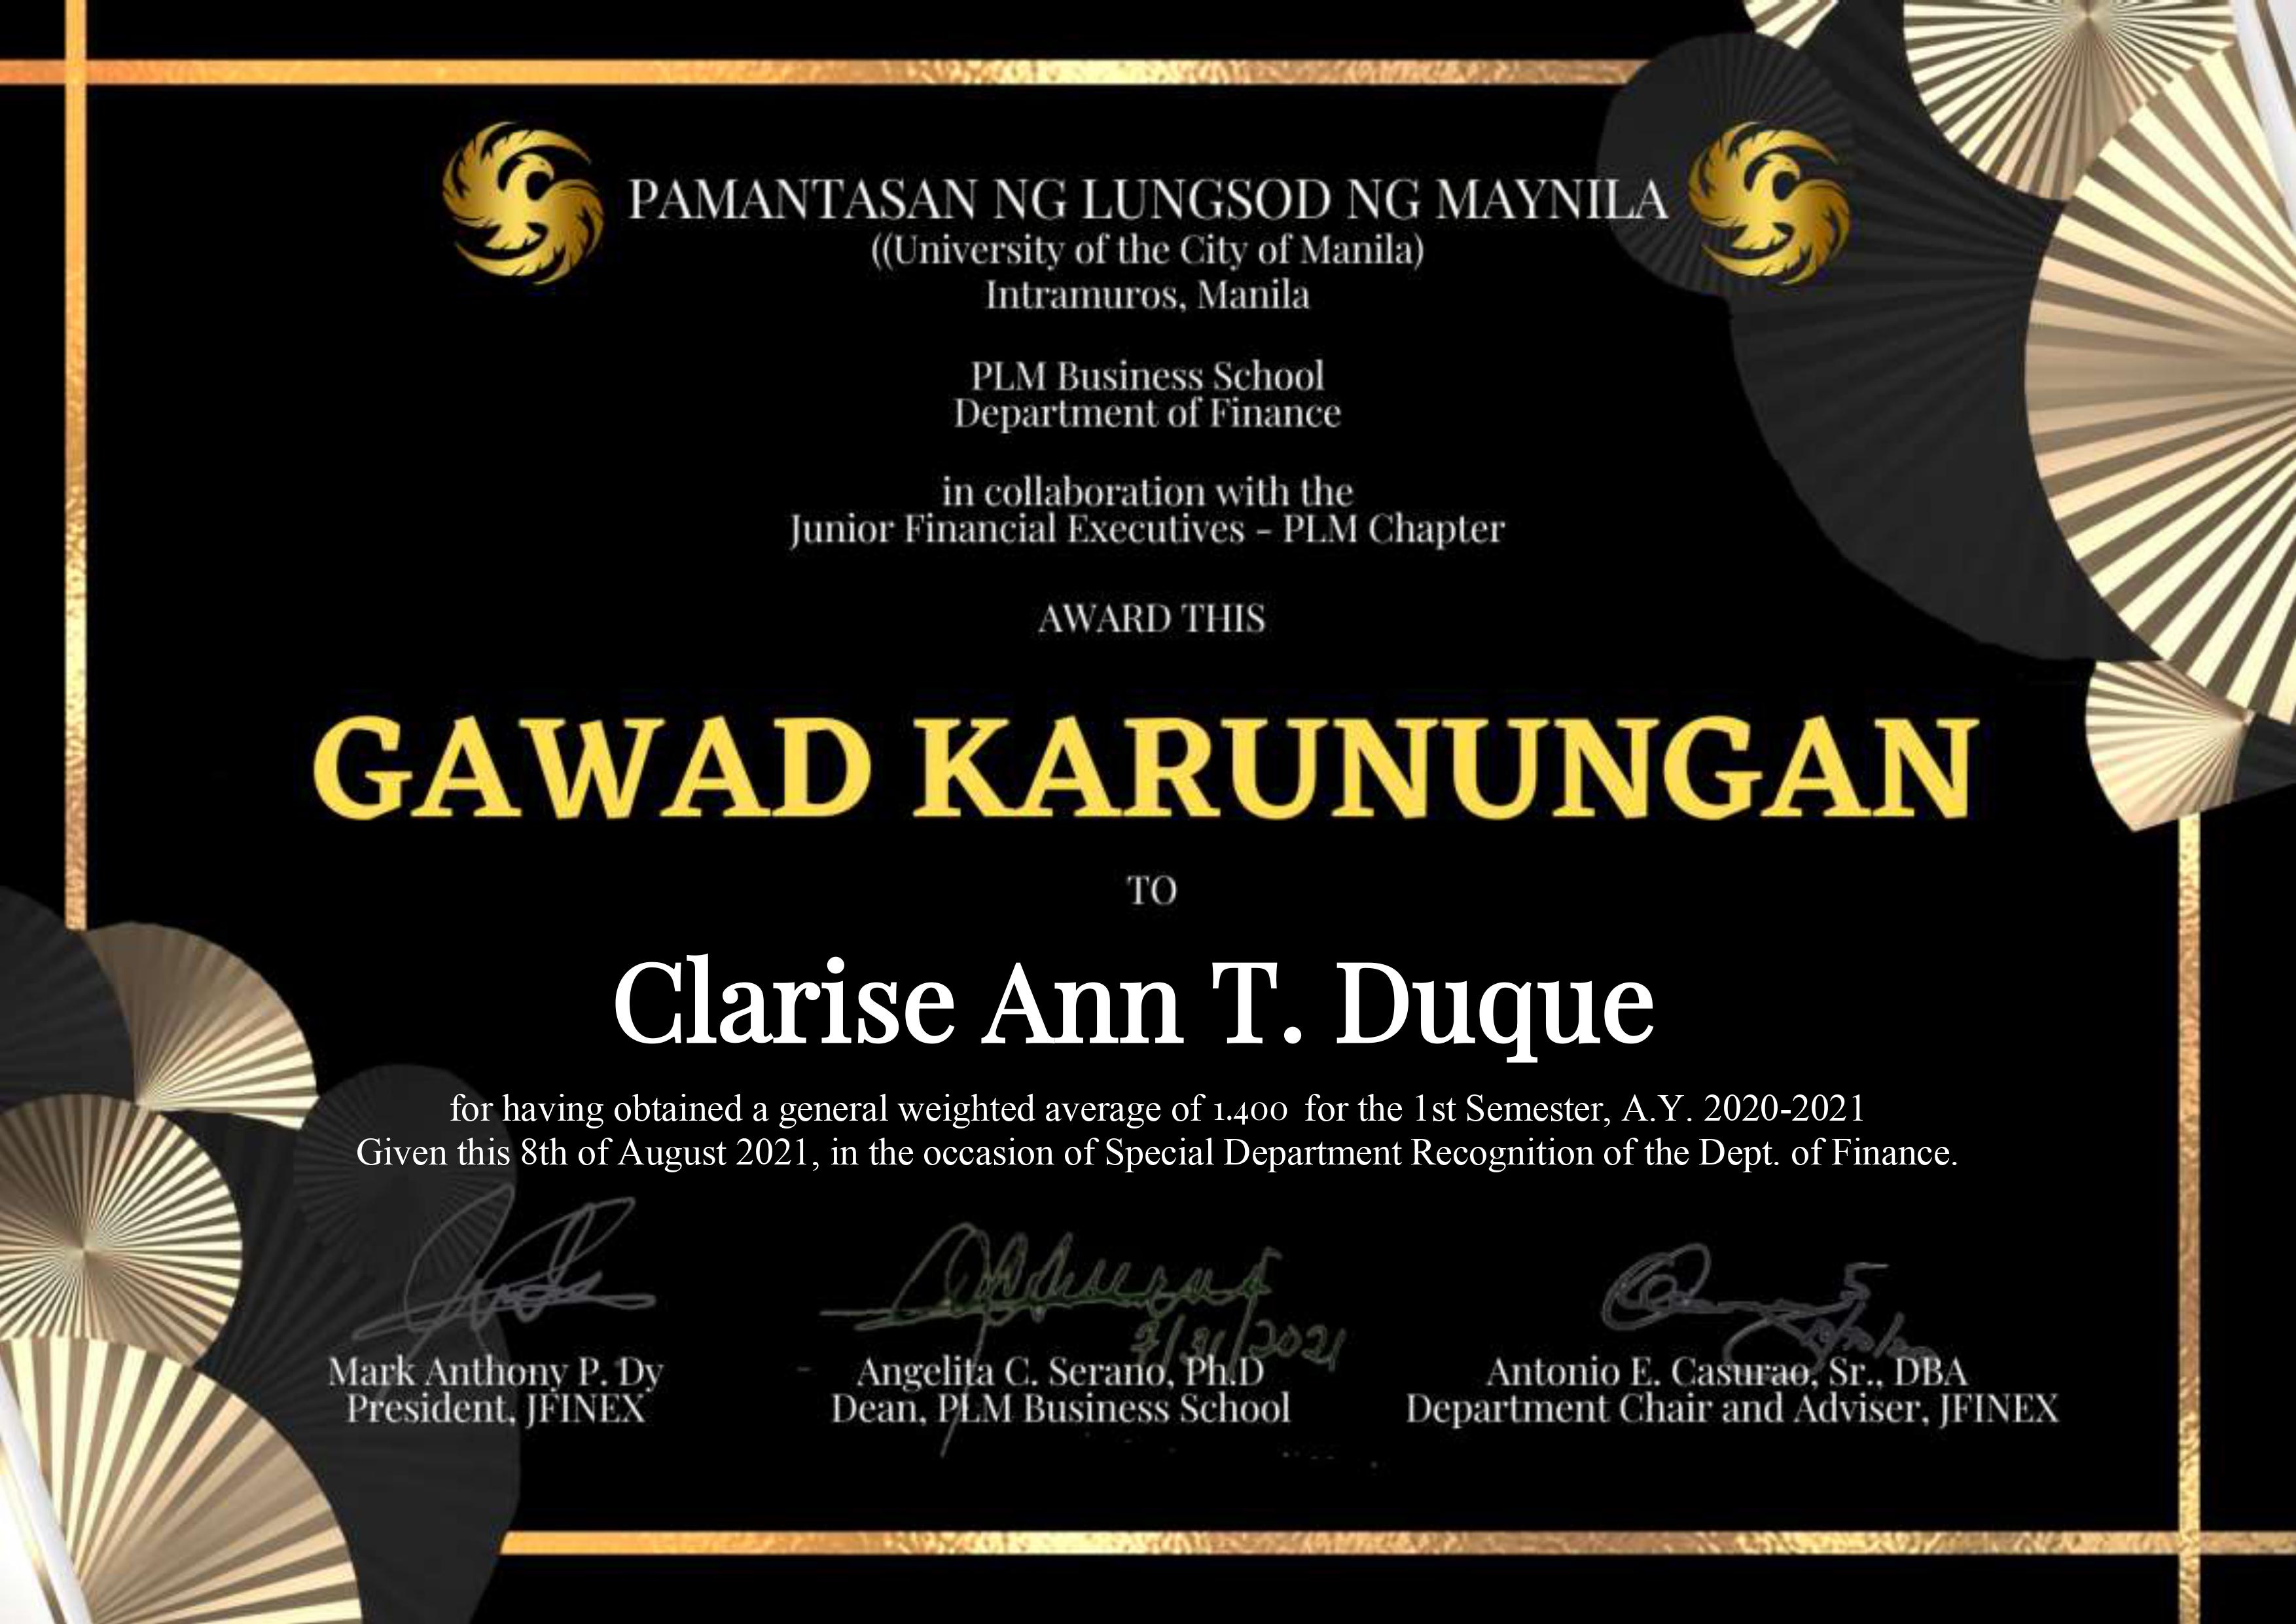 PAMANTASAN NG LUNGSOD NG MAYNILA
((University of the City of Manila)
Intramuros, Manila
PLM Business School
Department of Finance
in collaboration with the
Junior Financial Executives - PLM Chapter
AWARD THIS
GAWAD KARUNUNGAN
TO
Clarise Ann T. Duque
for having obtained a general weighted average of 1.400 for the 1st Semester, A.Y. 2020-2021
Given this 8th of August 2021, in the occasion of Special Department Recognition of the Dept. of Finance.
7/31/2021
Mark Anthony P. Dy
President, JFINEX
Angelita C. Serano, Ph.D
Dean, PLM Business School
Antonio E. Casurao, Sr., DBA
Department Chair and Adviser, JFINEX